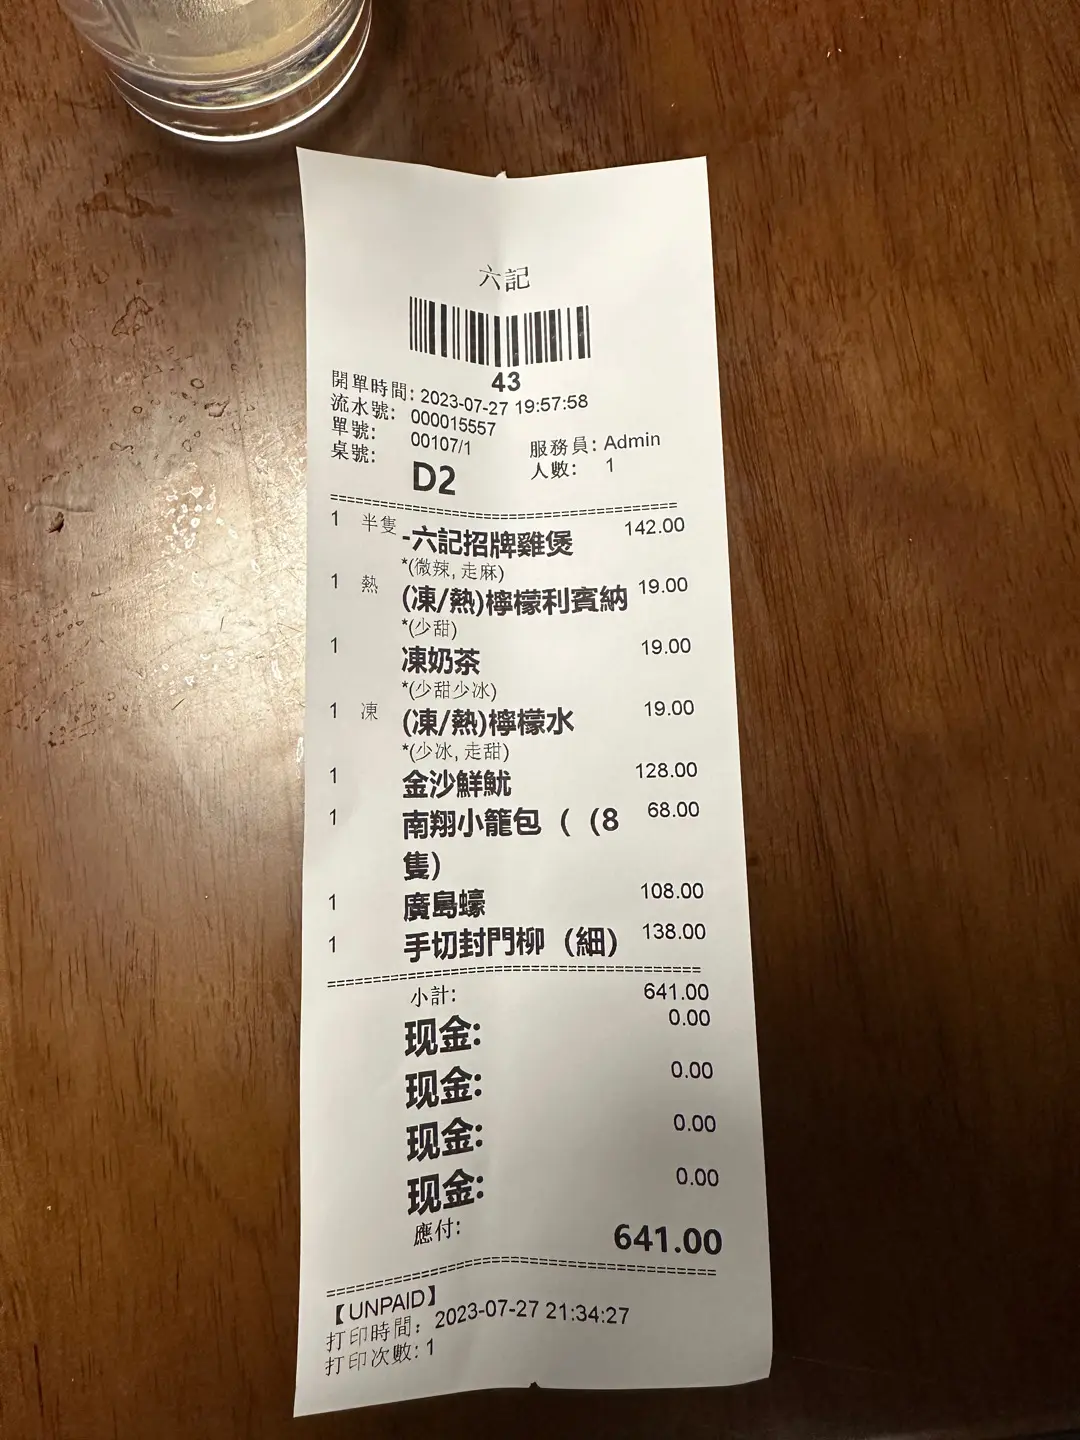 六記
43
開單時間: 2023-07-27 19:57:58
流水號: 000015557
單號: 00107/1 服務員: Admin
桌號: D2 人數: 1
1 半隻 -六記招牌雞煲 142.00
*(微辣, 走麻)
1 熱 (凍/熱)檸檬利賓納 19.00
*(少甜)
1 凍奶茶 19.00
*(少甜少冰)
1 凍 (凍/熱)檸檬水 19.00
*(少冰, 走甜)
1 金沙鮮魷 128.00
1 南翔小籠包（（8 68.00
隻）
1 廣島蠔 108.00
1 手切封門柳（細） 138.00
小計: 641.00
现金: 0.00
现金: 0.00
现金: 0.00
现金: 0.00
應付: 641.00
【UNPAID】
打印時間: 2023-07-27 21:34:27
打印次數: 1